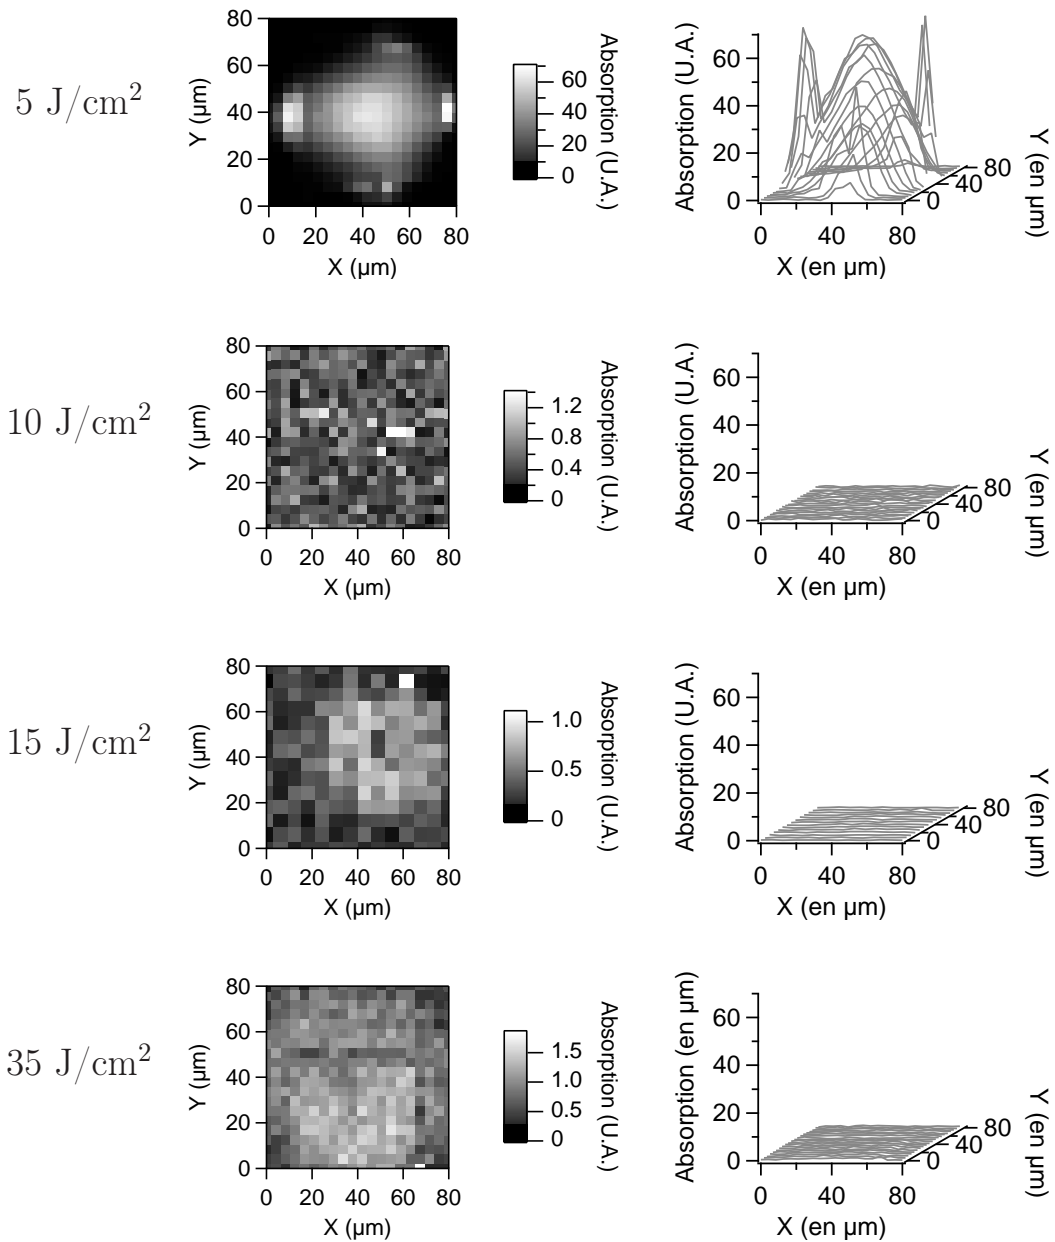 5 J/cm²
80
60
40
20
0
Y (µm)
0 20 40 60 80
X (µm)
60
40
20
0
Absorption (U.A.)
60
40
20
0
Absorption (U.A.)
0 40 80
X (en µm)
0
40
80
Y (en µm)
10 J/cm²
80
60
40
20
0
Y (µm)
0 20 40 60 80
X (µm)
1.2
0.8
0.4
0
Absorption (U.A.)
60
40
20
0
Absorption (U.A.)
0 40 80
X (en µm)
0
40
80
Y (en µm)
15 J/cm²
80
60
40
20
0
Y (µm)
0 20 40 60 80
X (µm)
1.0
0.5
0
Absorption (U.A.)
60
40
20
0
Absorption (U.A.)
0 40 80
X (en µm)
0
40
80
Y (en µm)
35 J/cm²
80
60
40
20
0
Y (µm)
0 20 40 60 80
X (µm)
1.5
1.0
0.5
0
Absorption (U.A.)
60
40
20
0
Absorption (en µm)
0 40 80
X (en µm)
0
40
80
Y (en µm)